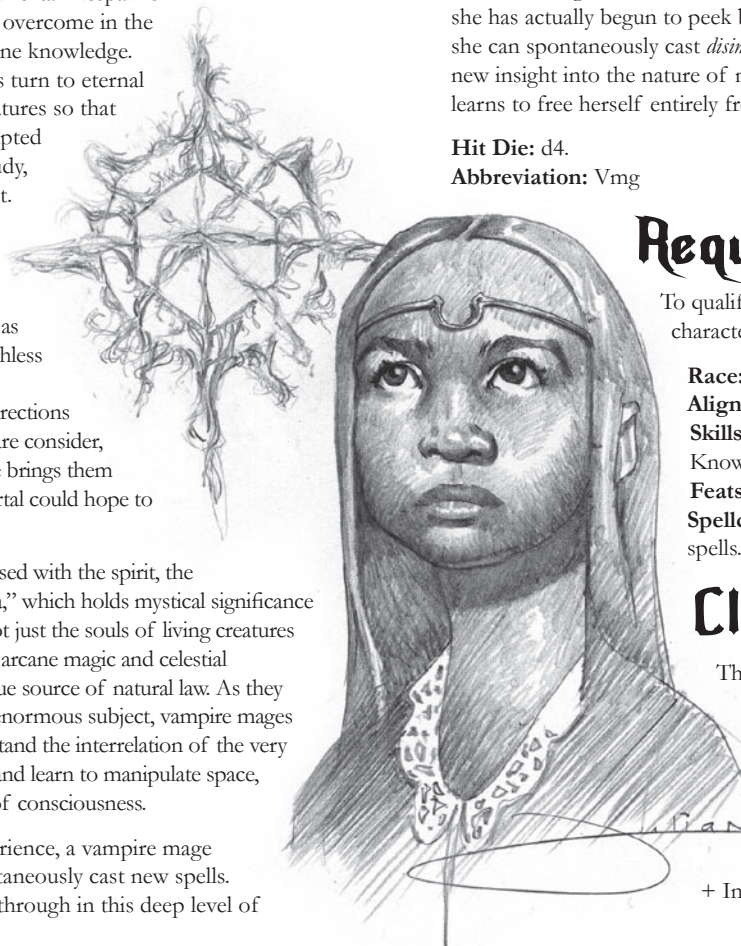 overcome in the
ne knowledge.
s turn to eternal
tures so that
pted
dy,
t.
as
hless
rections
are consider,
e brings them
rtal could hope to
sed with the spirit, the
,” which holds mystical significance
ot just the souls of living creatures
arcane magic and celestial
ue source of natural law. As they
enormous subject, vampire mages
tand the interrelation of the very
and learn to manipulate space,
of consciousness.
rience, a vampire mage
taneously cast new spells.
through in this deep level of
she has actually begun to peek b
she can spontaneously cast disin
new insight into the nature of
learns to free herself entirely fr
Hit Die: d4.
Abbreviation: Vmg
Requ
To qualif
characte
Race:
Align
Skills
Know
Feats
Spellc
spells.
Cl
Th
+ In